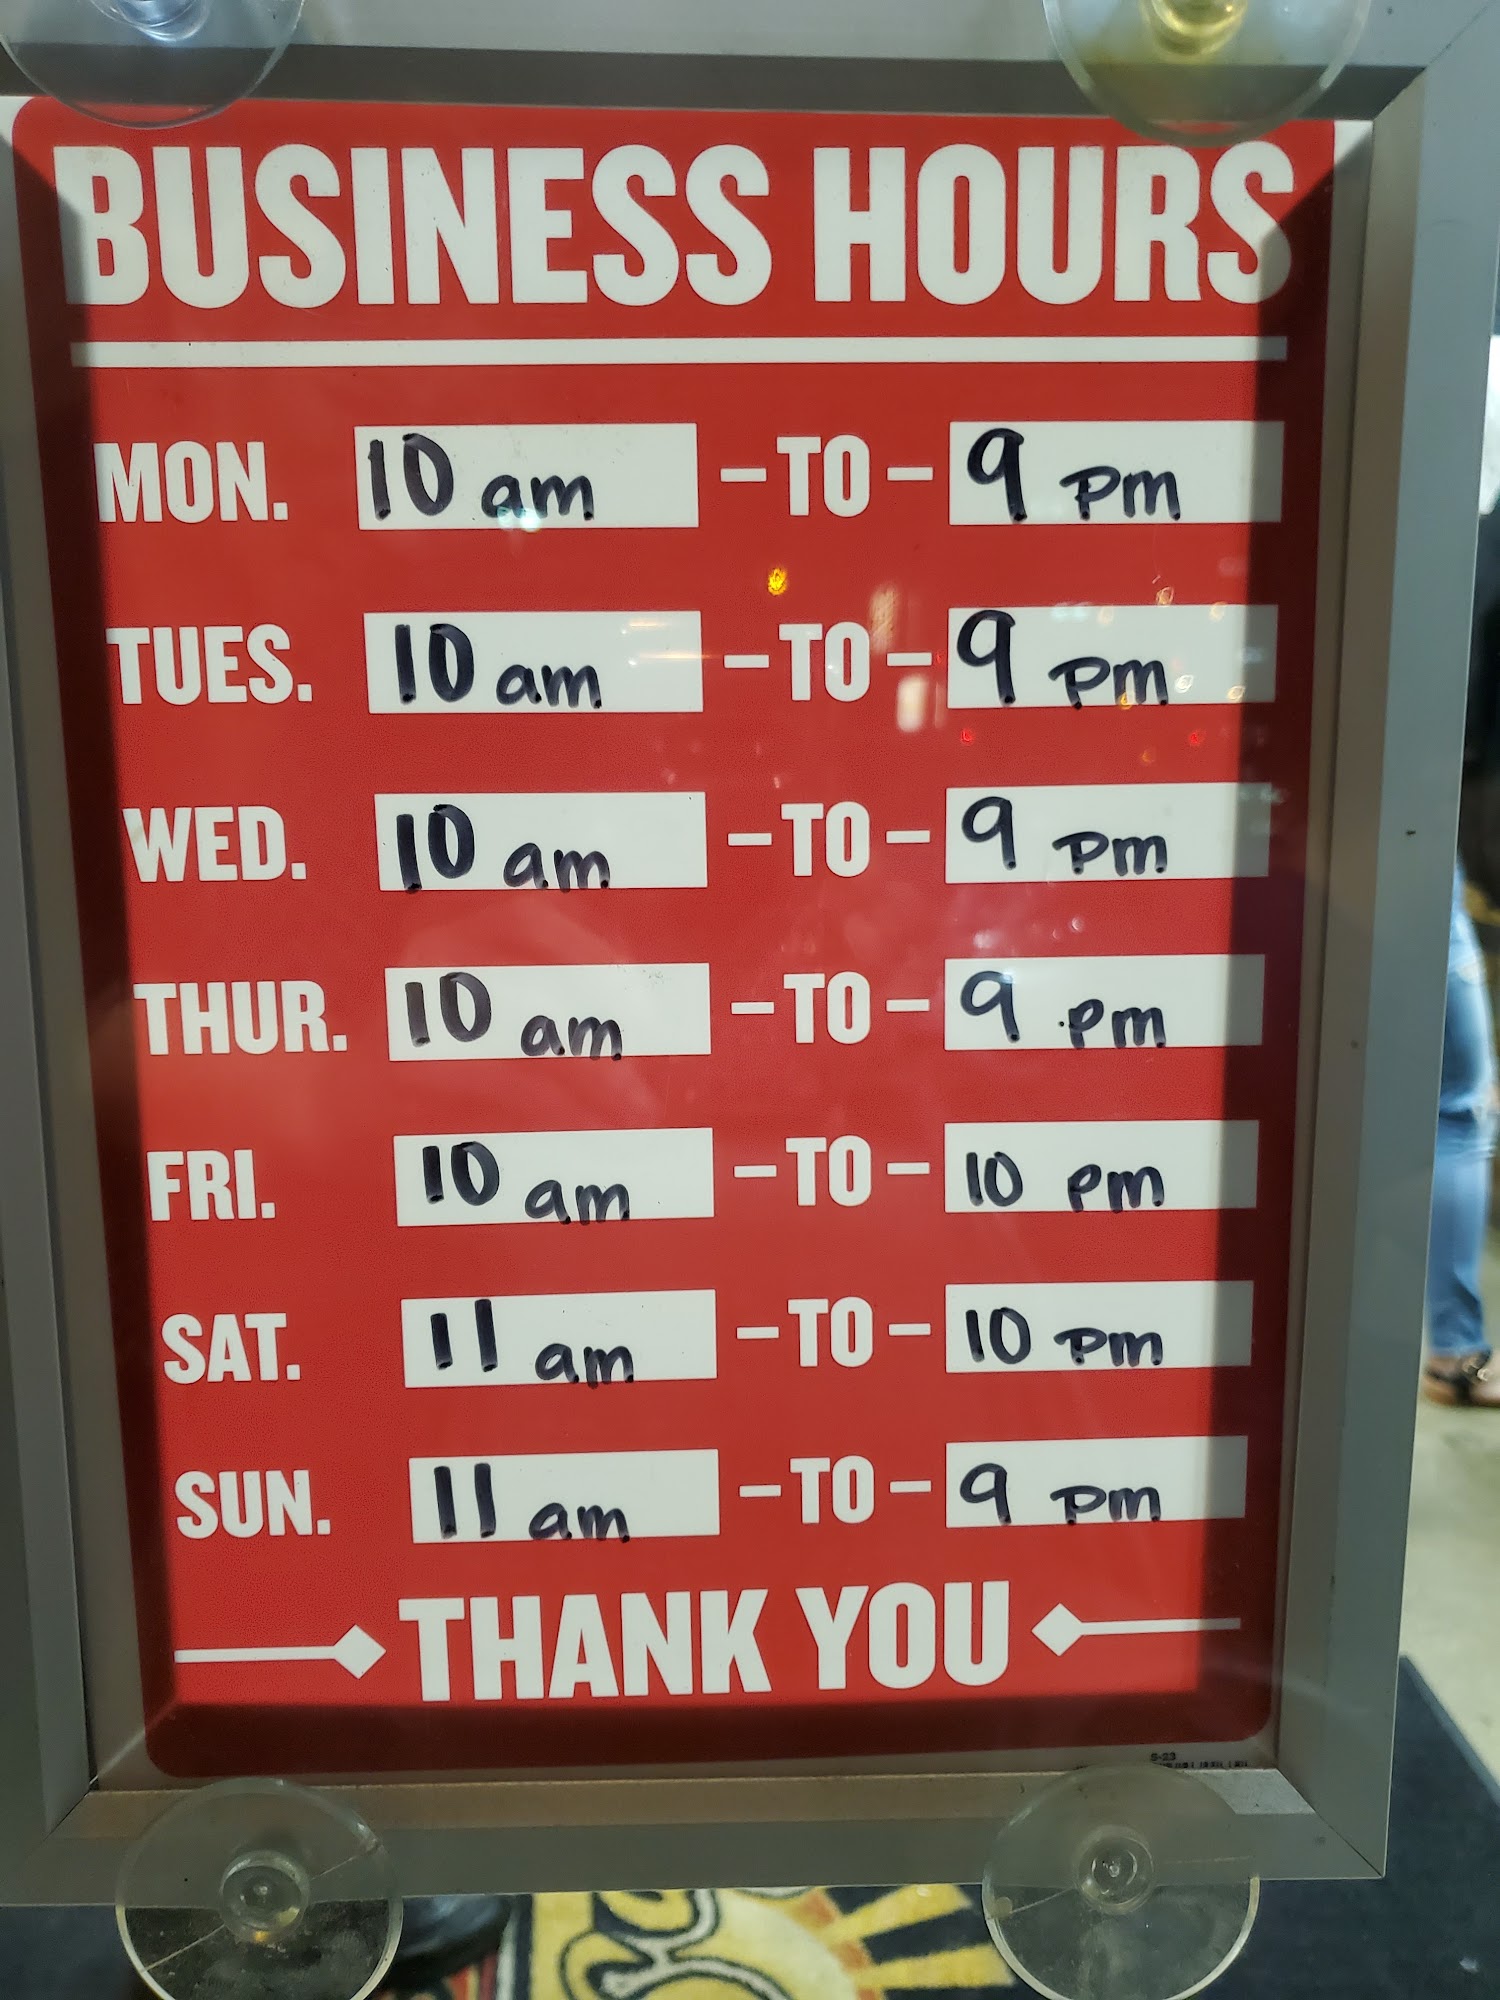 BUSINESS HOURS
MON. 10 am - TO - 9 pm
TUES. 10 am - TO - 9 pm
WED. 10 am - TO - 9 pm
THUR. 10 am - TO - 9 pm
FRI. 10 am - TO - 10 pm
SAT. 11 am - TO - 10 pm
SUN. 11 am - TO - 9 pm
THANK YOU
S-23